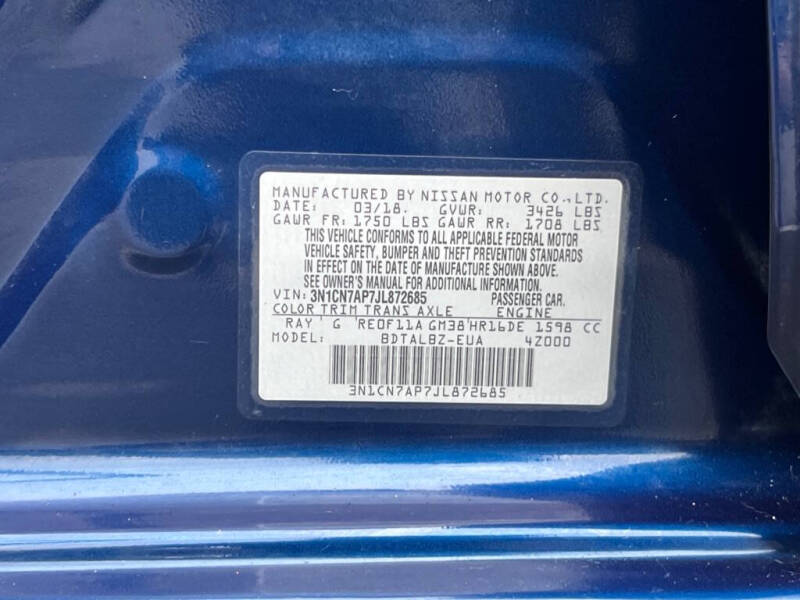 MANUFACTURED BY NISSAN MOTOR CO., LTD.
DATE: 03/18. GVWR: 3426 LBS
GAWR FR: 1750 LBS GAWR RR: 1708 LBS
THIS VEHICLE CONFORMS TO ALL APPLICABLE FEDERAL MOTOR
VEHICLE SAFETY, BUMPER AND THEFT PREVENTION STANDARDS
IN EFFECT ON THE DATE OF MANUFACTURE SHOWN ABOVE.
SEE OWNER'S MANUAL FOR ADDITIONAL INFORMATION.
VIN: 3N1CN7AP7JL872685 PASSENGER CAR.
COLOR TRIM TRANS AXLE ENGINE
RAY G RE0F11A GM38 HR16DE 1598 CC
MODEL: BDTALBZ-EUA 4Z000
3N1CN7AP7JL872685